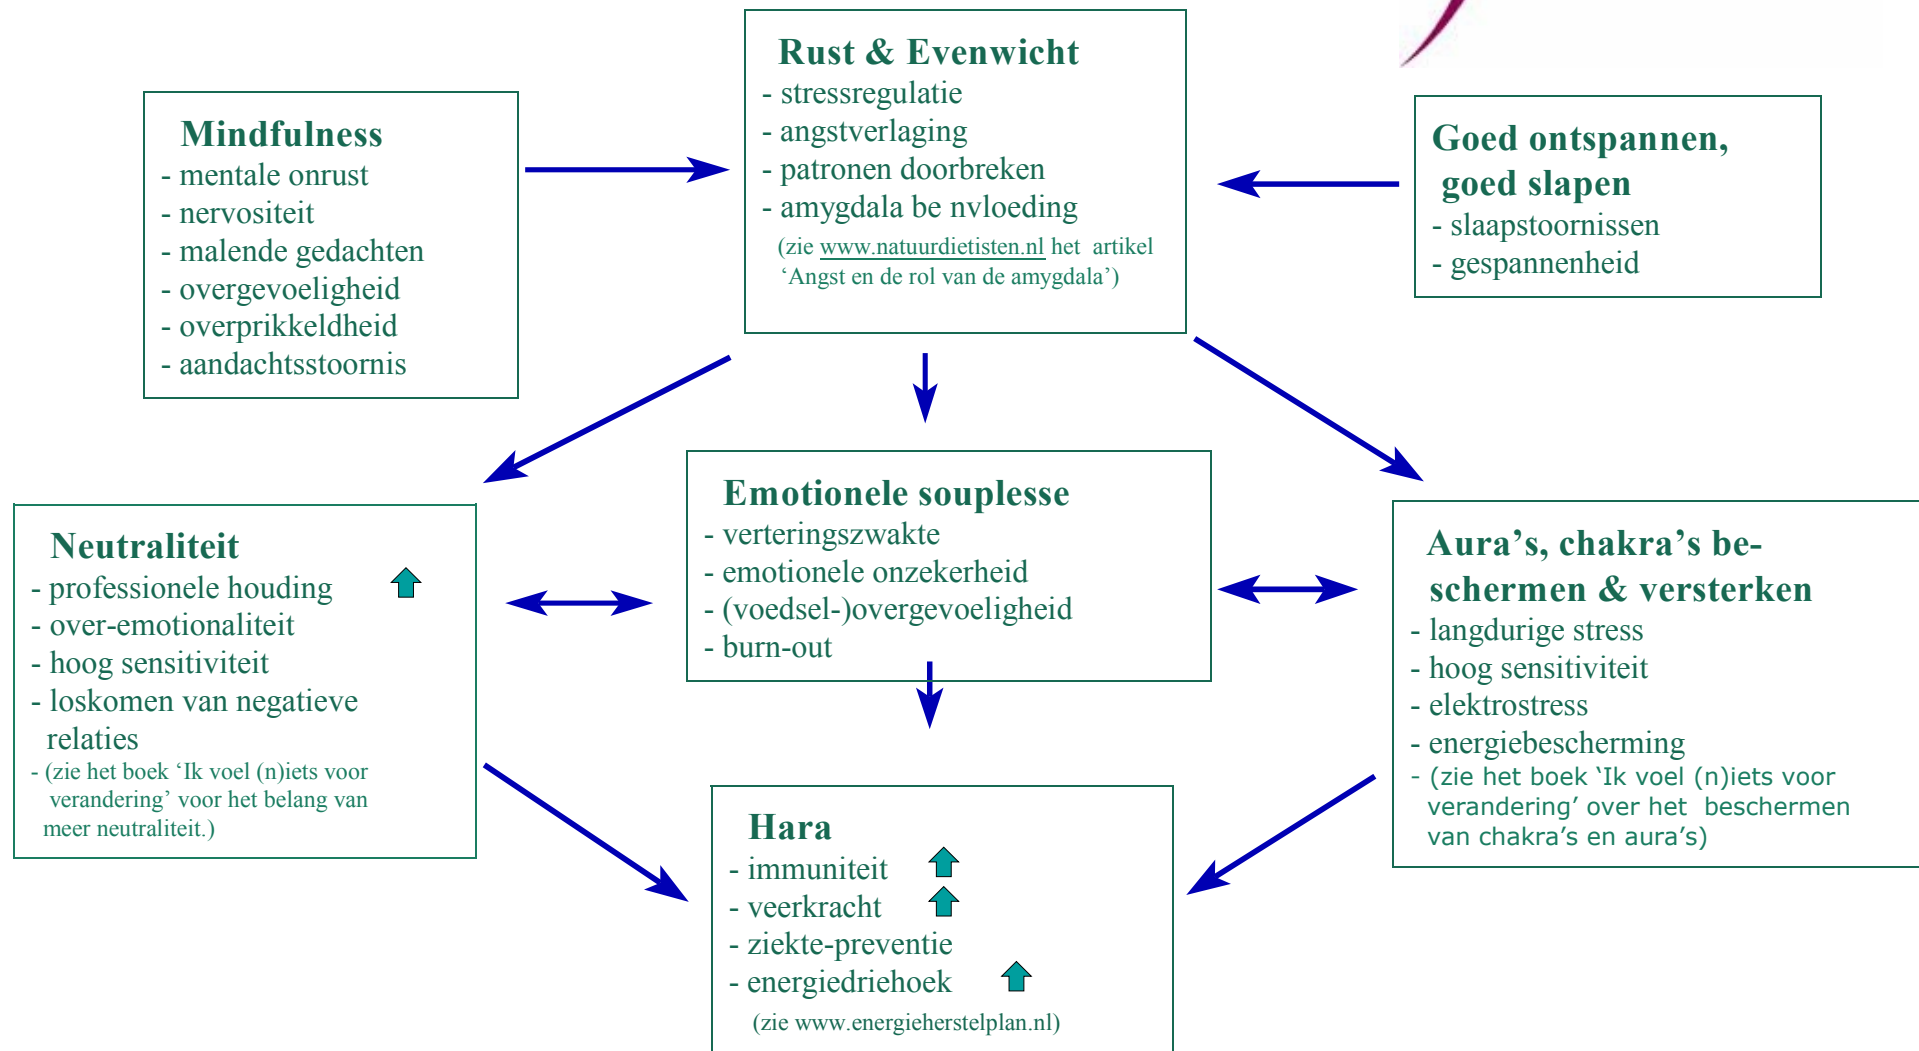 Rust & Evenwicht
- stressregulatie
- angstverlaging
- patronen doorbreken
- amygdala be nvloeding
(zie www.natuurdietisten.nl het artikel
‘Angst en de rol van de amygdala’)
Mindfulness
- mentale onrust
- nervositeit
- malende gedachten
- overgevoeligheid
- overprikkeldheid
- aandachtsstoornis
Goed ontspannen,
goed slapen
- slaapstoornissen
- gespannenheid
Neutraliteit
- professionele houding
- over-emotionaliteit
- hoog sensitiviteit
- loskomen van negatieve
relaties
- (zie het boek ‘Ik voel (n)iets voor
verandering’ voor het belang van
meer neutraliteit.)
Emotionele souplesse
- verteringszwakte
- emotionele onzekerheid
- (voedsel-)overgevoeligheid
- burn-out
Aura’s, chakra’s be-
schermen & versterken
- langdurige stress
- hoog sensitiviteit
- elektrostress
- energiebescherming
- (zie het boek ‘Ik voel (n)iets voor
verandering’ over het beschermen
van chakra’s en aura’s)
Hara
- immuniteit
- veerkracht
- ziekte-preventie
- energiedriehoek
(zie www.energieherstelplan.nl)